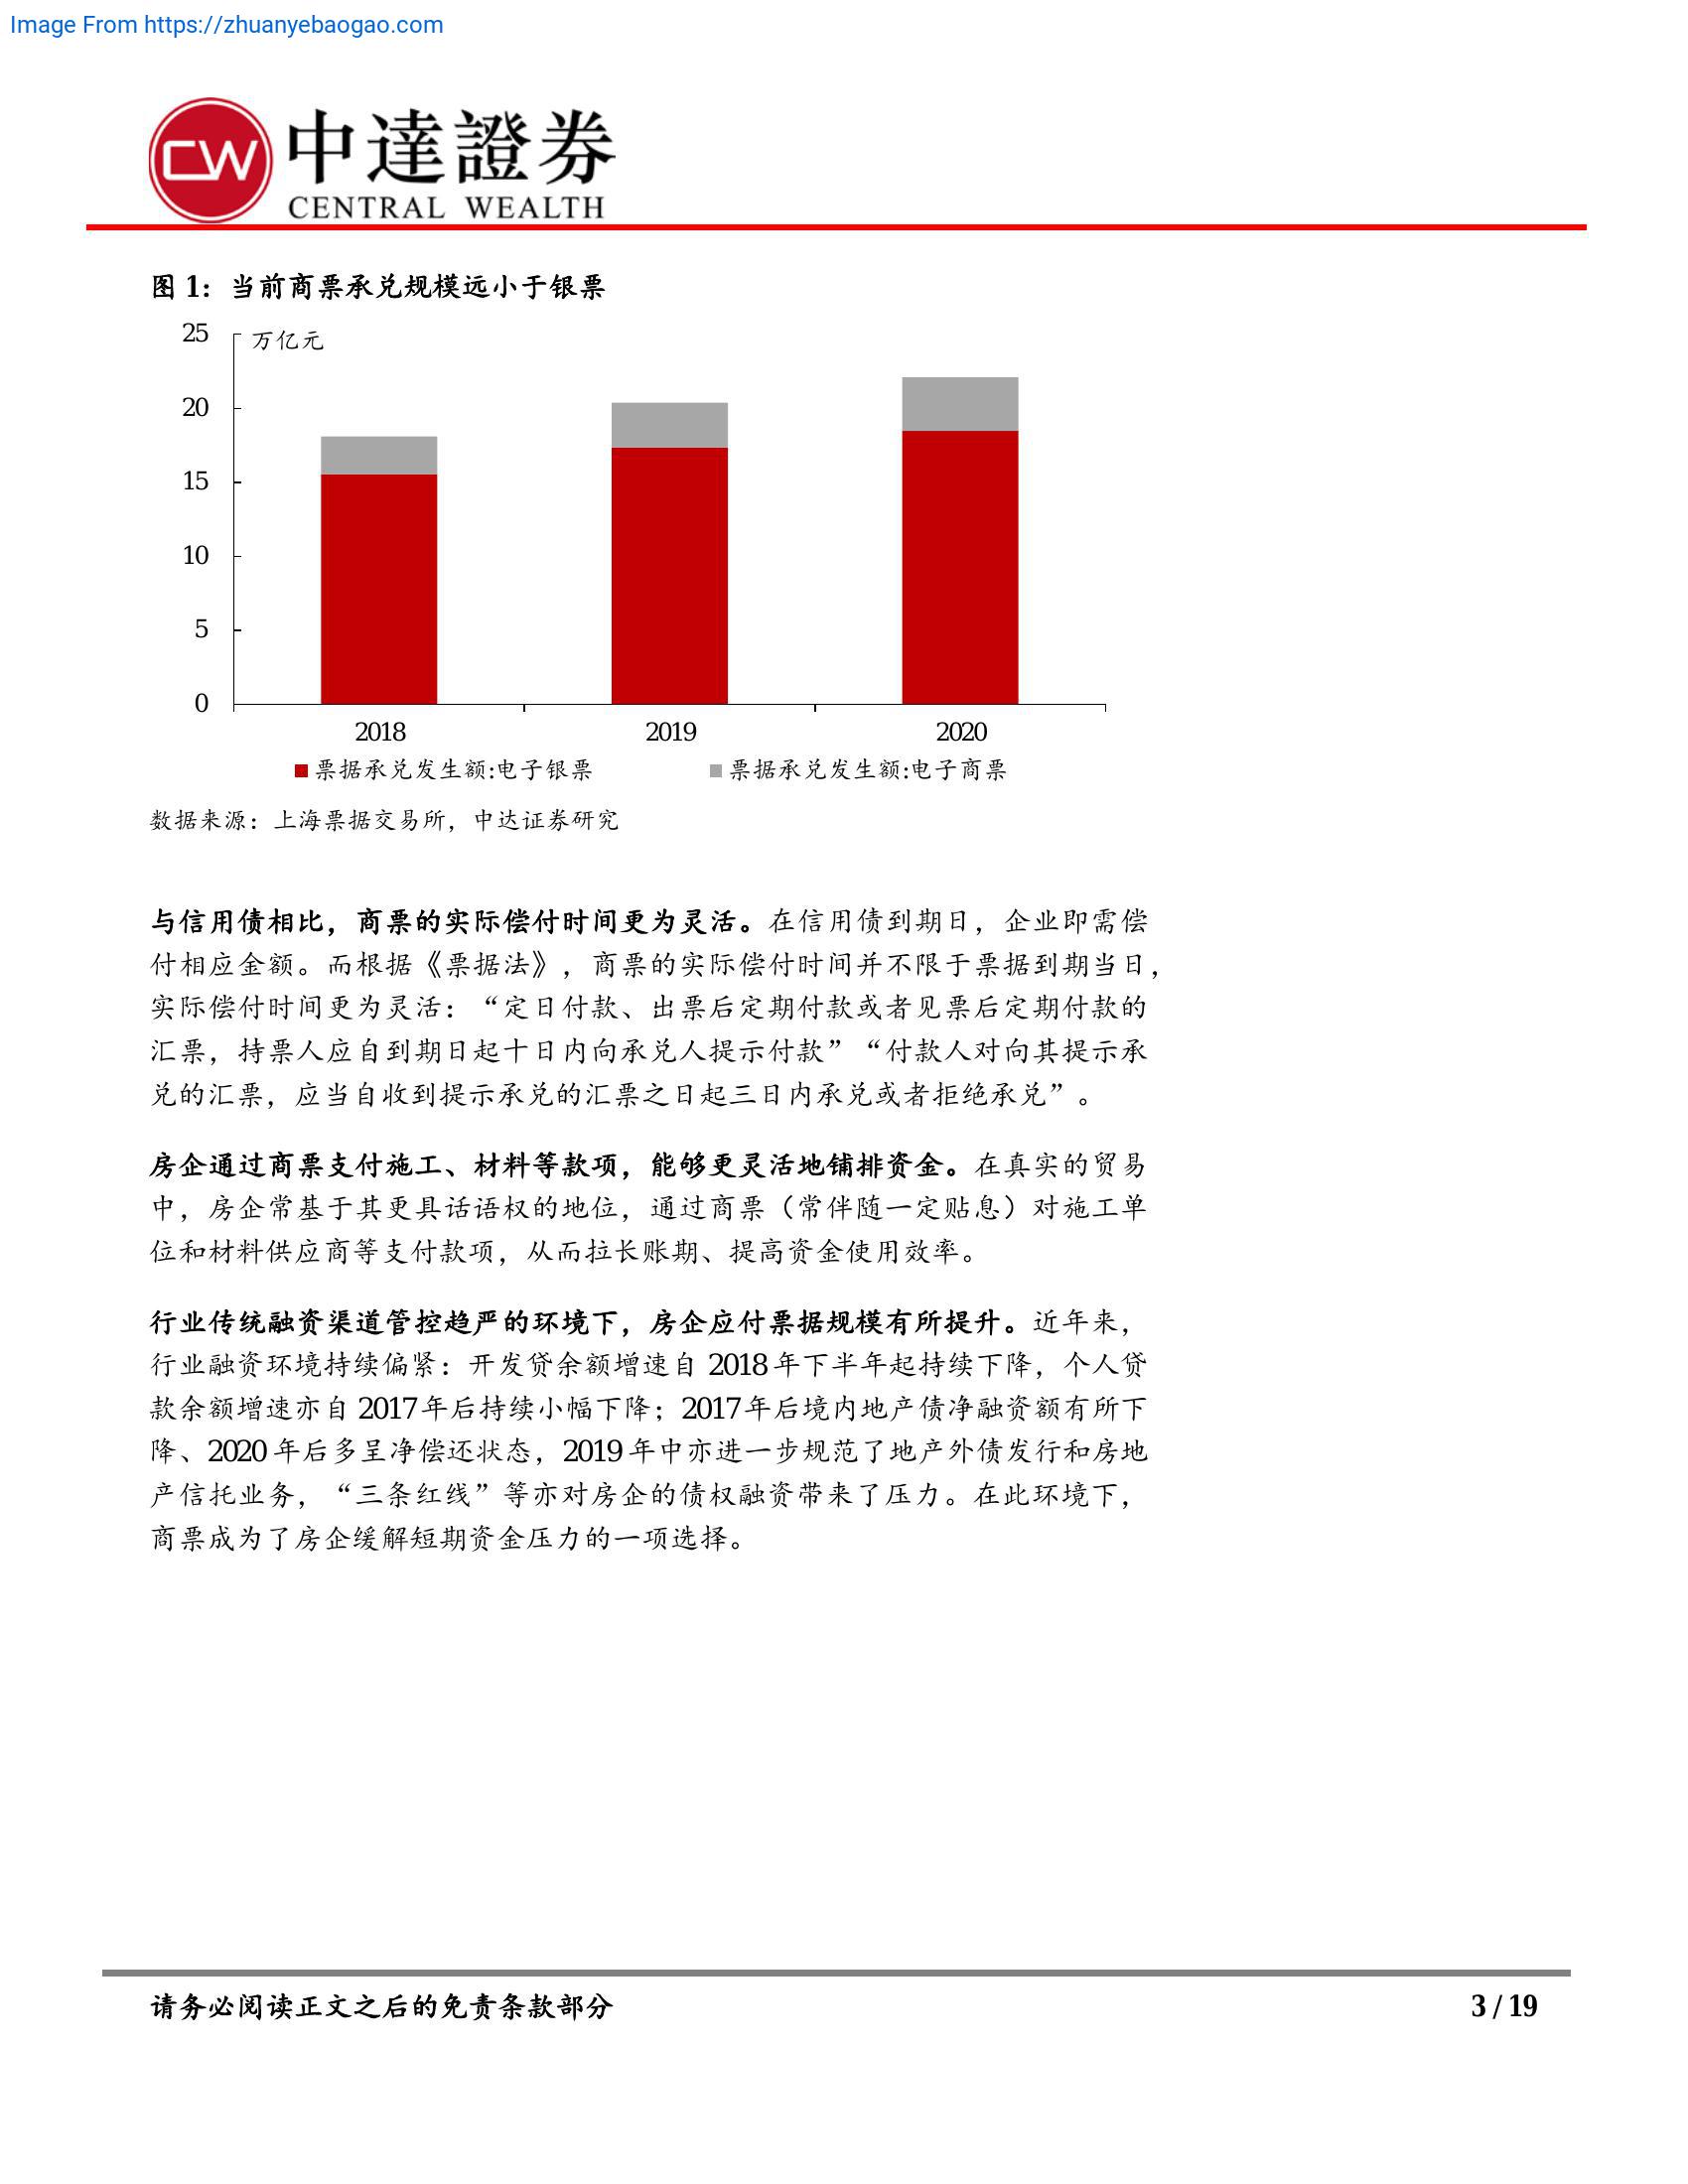 Image From https://zhuanyebaogao.com
CW
中達證券
CENTRAL WEALTH
图 1：当前商票承兑规模远小于银票
25
万亿元
20
15
10
5
0
2018 2019 2020
票据承兑发生额:电子银票 票据承兑发生额:电子商票
数据来源：上海票据交易所，中达证券研究
与信用债相比，商票的实际偿付时间更为灵活。在信用债到期日，企业即需偿
付相应金额。而根据《票据法》，商票的实际偿付时间并不限于票据到期当日，
实际偿付时间更为灵活：“定日付款、出票后定期付款或者见票后定期付款的
汇票，持票人应自到期日起十日内向承兑人提示付款”“付款人对向其提示承
兑的汇票，应当自收到提示承兑的汇票之日起三日内承兑或者拒绝承兑”。
房企通过商票支付施工、材料等款项，能够更灵活地铺排资金。在真实的贸易
中，房企常基于其更具话语权的地位，通过商票（常伴随一定贴息）对施工单
位和材料供应商等支付款项，从而拉长账期、提高资金使用效率。
行业传统融资渠道管控趋严的环境下，房企应付票据规模有所提升。近年来，
行业融资环境持续偏紧：开发贷余额增速自 2018 年下半年起持续下降，个人贷
款余额增速亦自 2017 年后持续小幅下降；2017 年后境内地产债净融资额有所下
降、2020 年后多呈净偿还状态，2019 年中亦进一步规范了地产外债发行和房地
产信托业务，“三条红线”等亦对房企的债权融资带来了压力。在此环境下，
商票成为了房企缓解短期资金压力的一项选择。
请务必阅读正文之后的免责条款部分
3 / 19